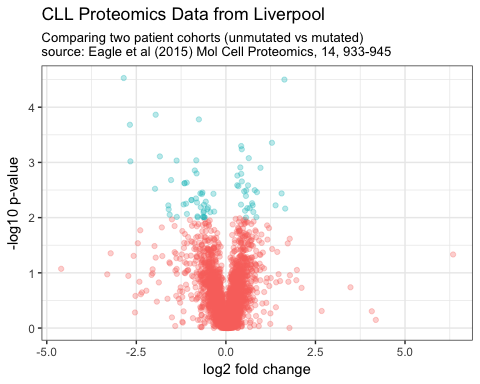 CLL Proteomics Data from Liverpool
Comparing two patient cohorts (unmutated vs mutated)
source: Eagle et al (2015) Mol Cell Proteomics, 14, 933-945
-log10 p-value
4
3
2
1
0
-5.0
-2.5
0.0
2.5
5.0
log2 fold change